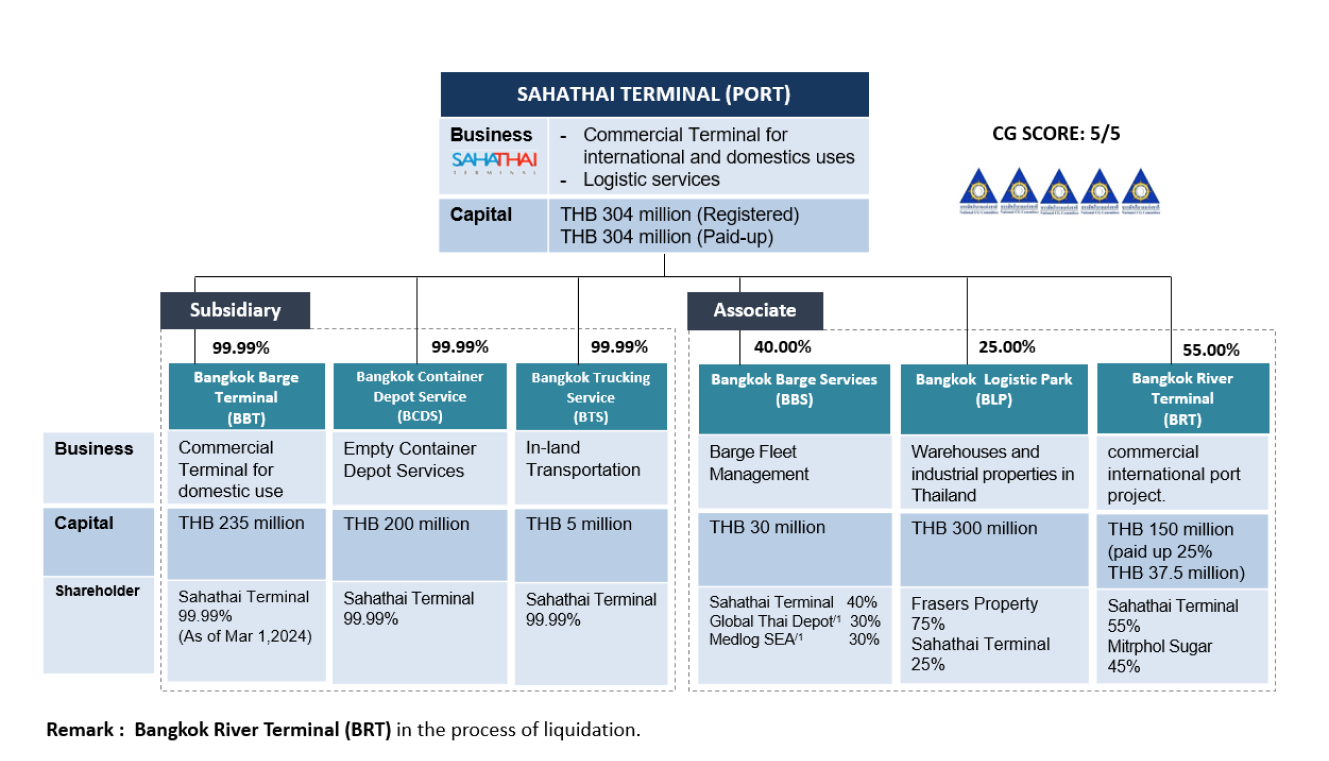 SAHATHAI TERMINAL (PORT)
Business
SAHATHAI
TERMINAL
- Commercial Terminal for
international and domestics uses
- Logistic services
Capital
THB 304 million (Registered)
THB 304 million (Paid-up)
CG SCORE: 5/5
Subsidiary
Associate
99.99%
99.99%
99.99%
40.00%
25.00%
55.00%
Bangkok Barge
Terminal
(BBT)
Bangkok Container
Depot Service
(BCDS)
Bangkok Trucking
Service
(BTS)
Bangkok Barge Services
(BBS)
Bangkok Logistic Park
(BLP)
Bangkok River
Terminal
(BRT)
Business
Commercial
Terminal for
domestic use
Empty Container
Depot Services
In-land
Transportation
Barge Fleet
Management
Warehouses and
industrial properties in
Thailand
commercial
international port
project.
Capital
THB 235 million
THB 200 million
THB 5 million
THB 30 million
THB 300 million
THB 150 million
(paid up 25%
THB 37.5 million)
Shareholder
Sahathai Terminal
99.99%
(As of Mar 1,2024)
Sahathai Terminal
99.99%
Sahathai Terminal
99.99%
Sahathai Terminal 40%
Global Thai Depot/1 30%
Medlog SEA/1 30%
Frasers Property
75%
Sahathai Terminal
25%
Sahathai Terminal
55%
Mitrphol Sugar
45%
Remark : Bangkok River Terminal (BRT) in the process of liquidation.